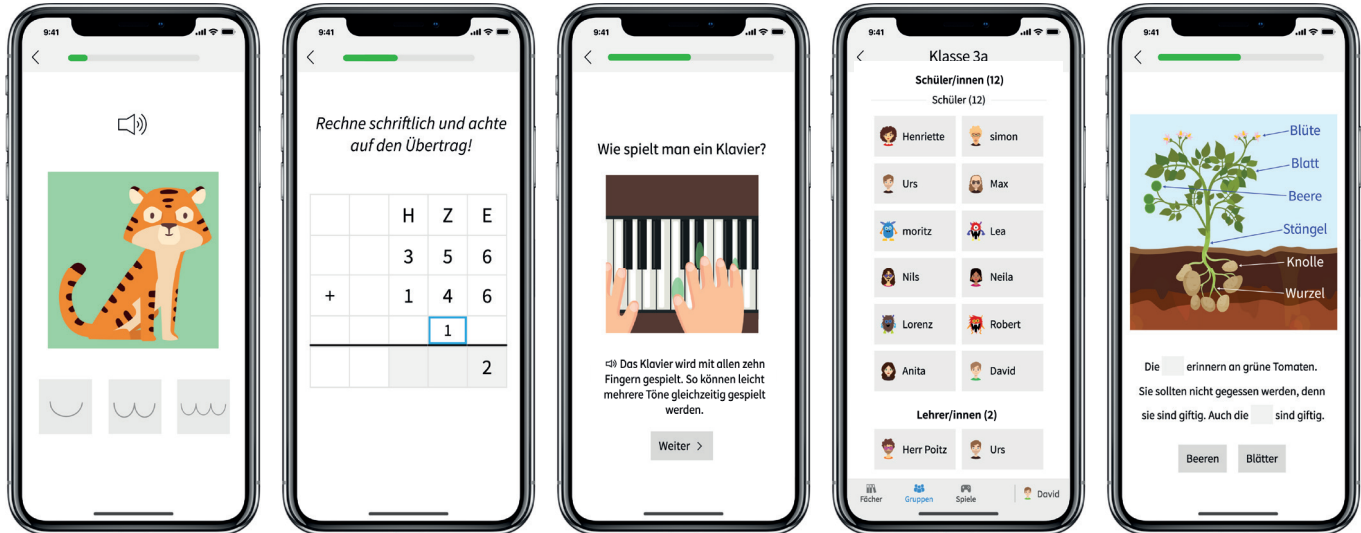 9:41
9:41
Rechne schriftlich und achte
auf den Übertrag!
H Z E
3 5 6
+ 1 4 6
1
2
9:41
Wie spielt man ein Klavier?
Das Klavier wird mit allen zehn
Fingern gespielt. So können leicht
mehrere Töne gleichzeitig gespielt
werden.
Weiter >
9:41
Klasse 3a
Schüler/innen (12)
Schüler (12)
Henriette simon
Urs Max
moritz Lea
Nils Neila
Lorenz Robert
Anita David
Lehrer/innen (2)
Herr Poitz Urs
Fächer Gruppen Spiele David
9:41
Blüte
Blatt
Beere
Stängel
Knolle
Wurzel
Die erinnern an grüne Tomaten.
Sie sollten nicht gegessen werden, denn
sie sind giftig. Auch die sind giftig.
Beeren Blätter